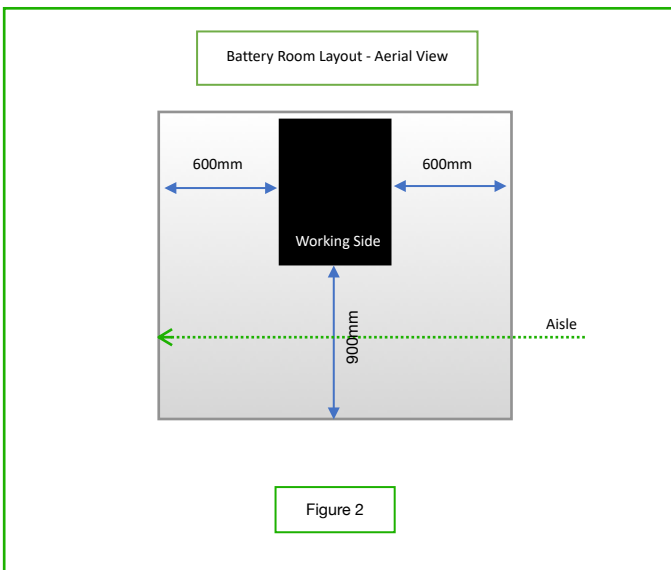 Battery Room Layout - Aerial View
600mm
600mm
Working Side
900mm
Aisle
Figure 2